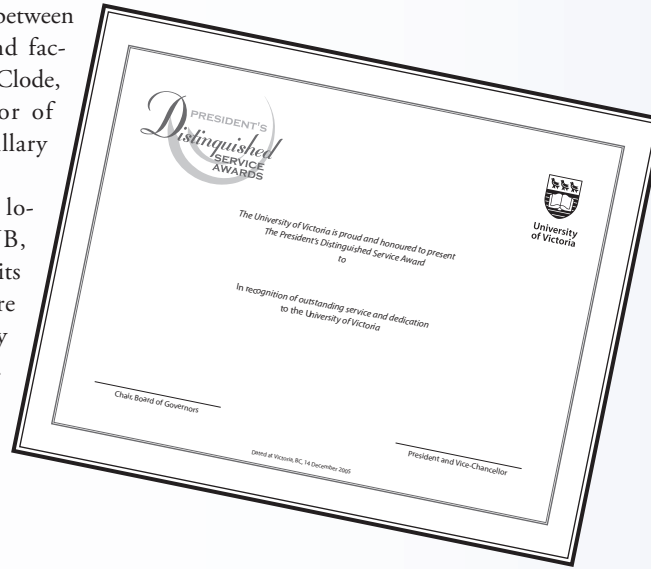 between
nd fac-
Clode,
or of
llary
lo-
B,
its
re
y
PRESIDENT'S
Distinguished
SERVICE
AWARDS
University
of Victoria
The University of Victoria is proud and honoured to present
The President's Distinguished Service Award
to
In recognition of outstanding service and dedication
to the University of Victoria
Chair, Board of Governors
President and Vice-Chancellor
Dated at Victoria, BC, 14 December 2005